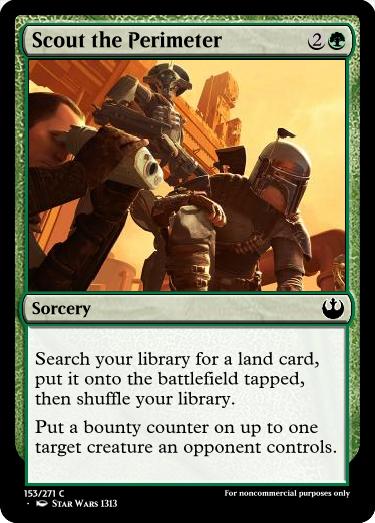 Scout the Perimeter 2
Sorcery
Search your library for a land card,
put it onto the battlefield tapped,
then shuffle your library.
Put a bounty counter on up to one
target creature an opponent controls.
153/271 C
For noncommercial purposes only
· STAR WARS 1313